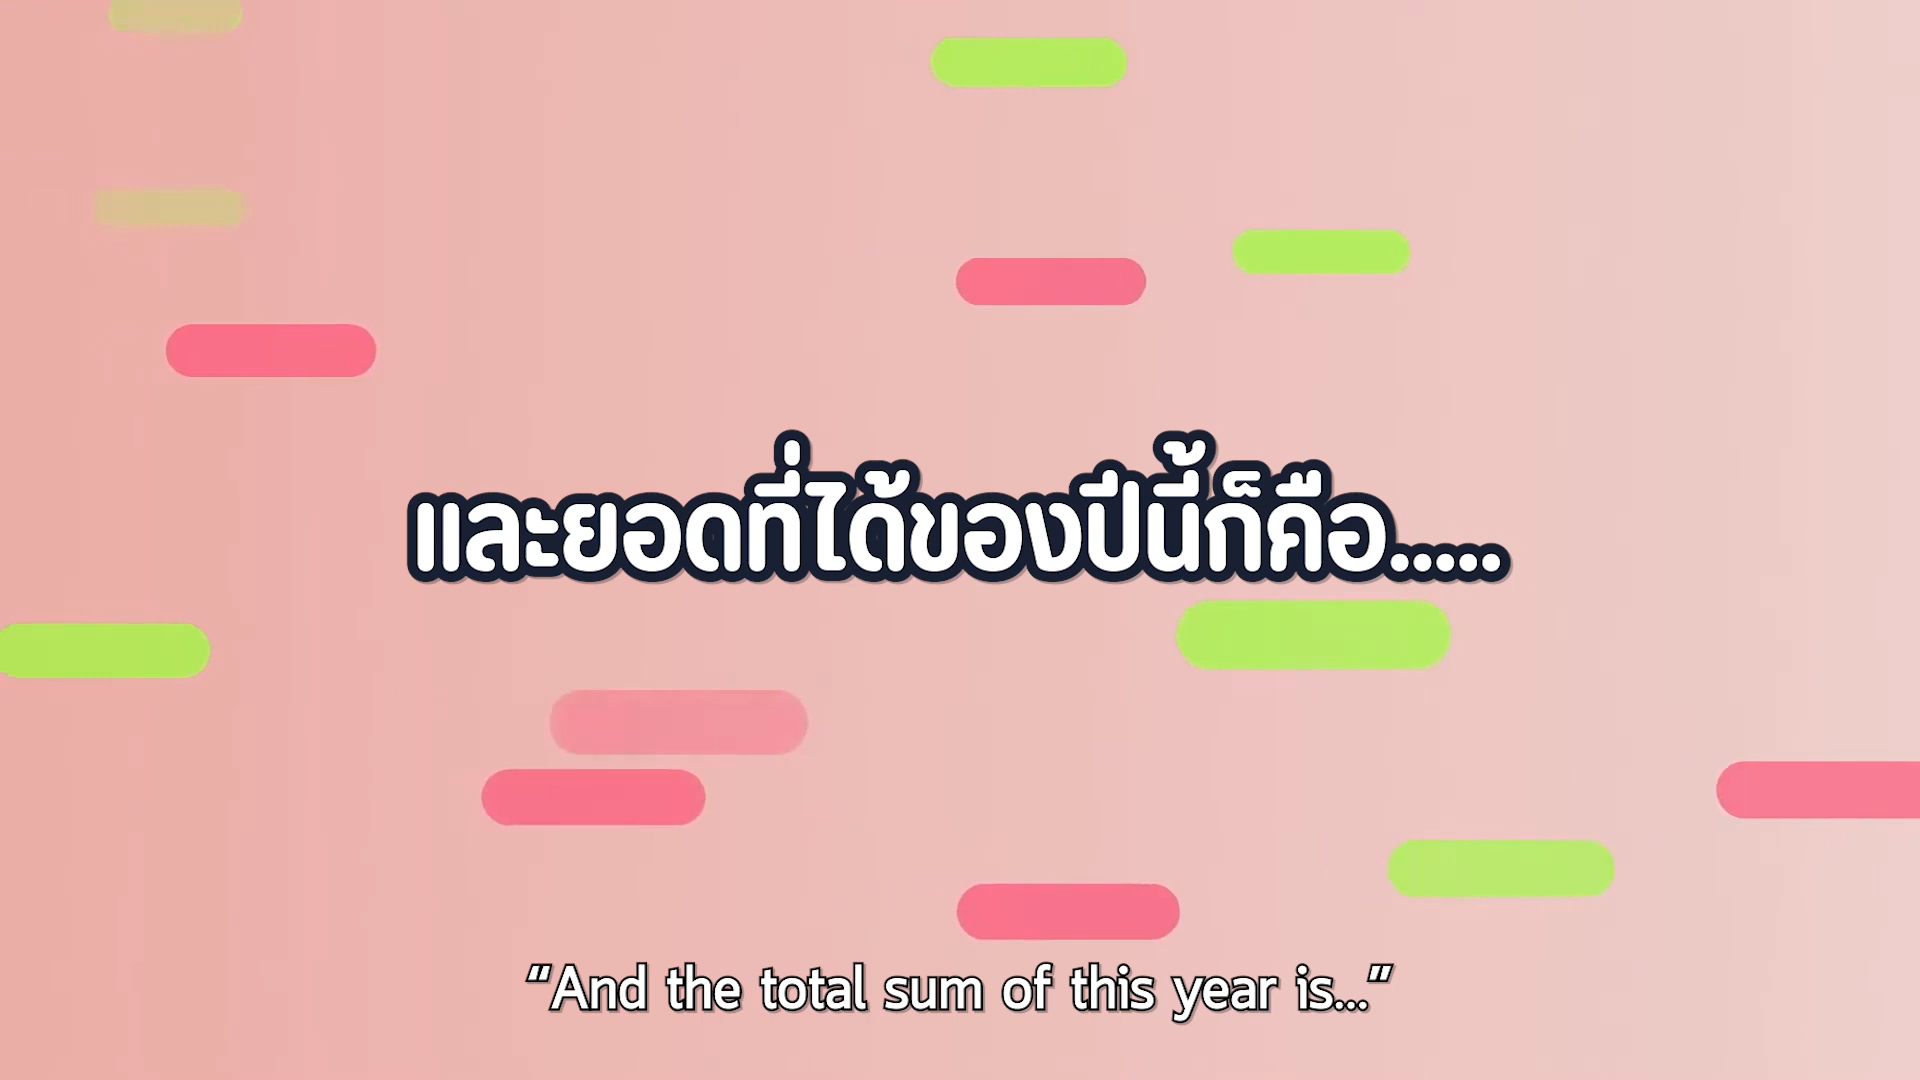 และยอดที่ได้ของปีนี้ก็คือ.....
“And the total sum of this year is...”